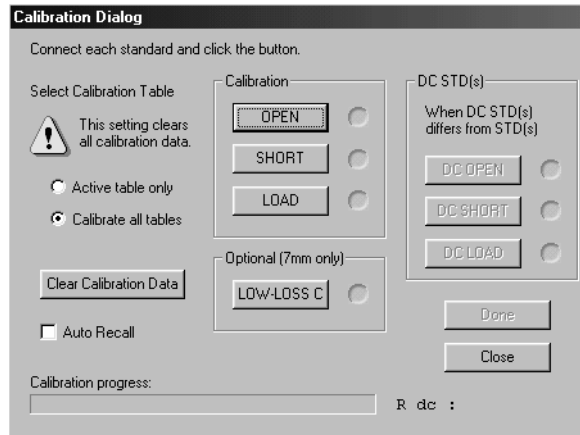 Calibration Dialog
Connect each standard and click the button.
Select Calibration Table
This setting clears
all calibration data.
Active table only
Calibrate all tables
Clear Calibration Data
Auto Recall
Calibration
OPEN
SHORT
LOAD
Optional (7mm only)
LOW-LOSS C
DC STD(s)
When DC STD(s)
differs from STD(s)
DC OPEN
DC SHORT
DC LOAD
Done
Close
Calibration progress:
R dc :